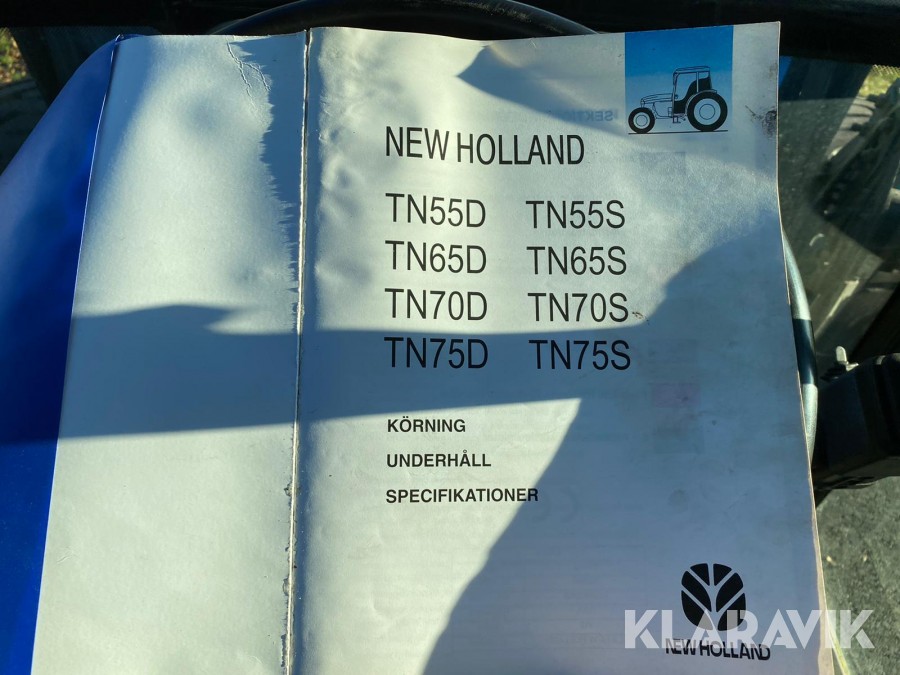 NEW HOLLAND
TN55D TN55S
TN65D TN65S
TN70D TN70S
TN75D TN75S
KÖRNING
UNDERHÅLL
SPECIFIKATIONER
KLARAVIK
NEW HOLLAND